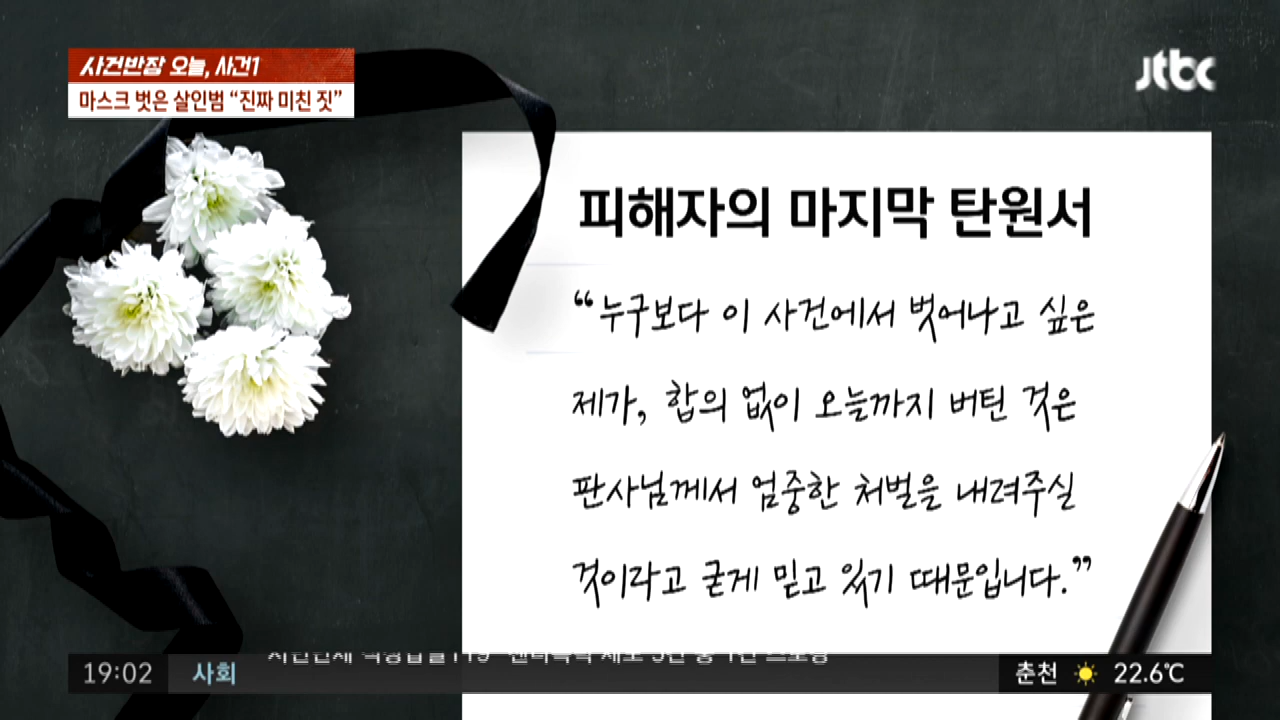 사건반장 오늘, 사건1
마스크 벗은 살인범 “진짜 미친 짓”
jtbc
피해자의 마지막 탄원서
“누구보다 이 사건에서 벗어나고 싶은
제가, 합의 없이 오늘까지 버틴 것은
판사님께서 엄중한 처벌을 내려주실
것이라고 굳게 믿고 있기 때문입니다.”
19:02 사회
춘천 22.6℃